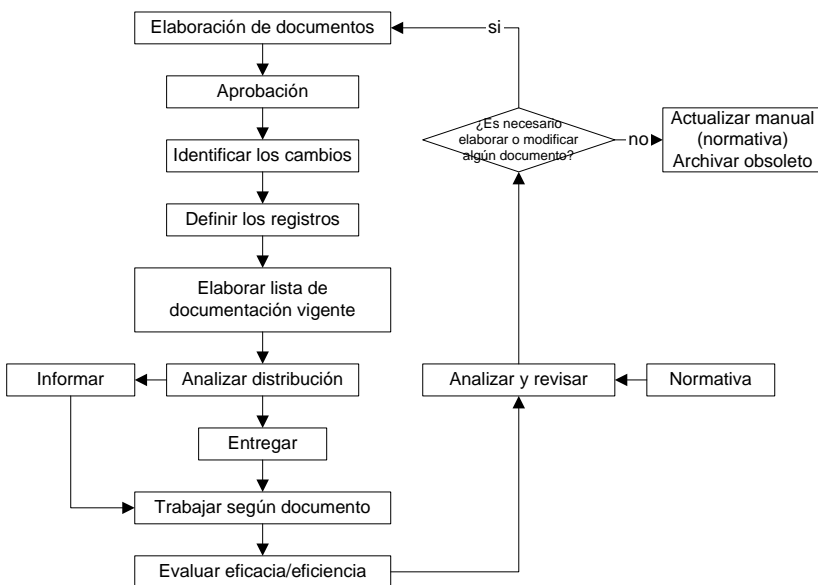 Elaboración de documentos
si
Aprobación
¿Es necesario
elaborar o modificar
algún documento?
no
Actualizar manual
(normativa)
Archivar obsoleto
Identificar los cambios
Definir los registros
Elaborar lista de
documentación vigente
Informar
Analizar distribución
Analizar y revisar
Normativa
Entregar
Trabajar según documento
Evaluar eficacia/eficiencia